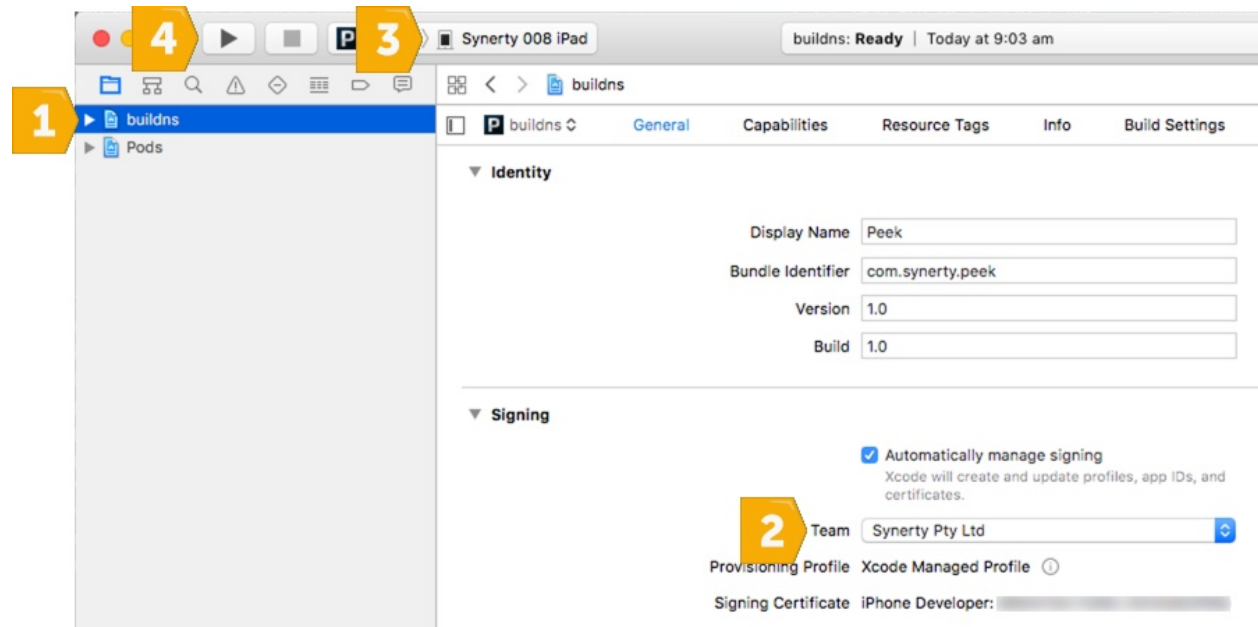 4
P
3
Synerty 008 iPad
buildns: Ready | Today at 9:03 am
buildns
1
buildns
Pods
P buildns
General
Capabilities
Resource Tags
Info
Build Settings
Identity
Display Name Peek
Bundle Identifier com.synerty.peek
Version 1.0
Build 1.0
Signing
Automatically manage signing
Xcode will create and update profiles, app IDs, and
certificates.
2
Team Synerty Pty Ltd
Provisioning Profile Xcode Managed Profile
Signing Certificate iPhone Developer: